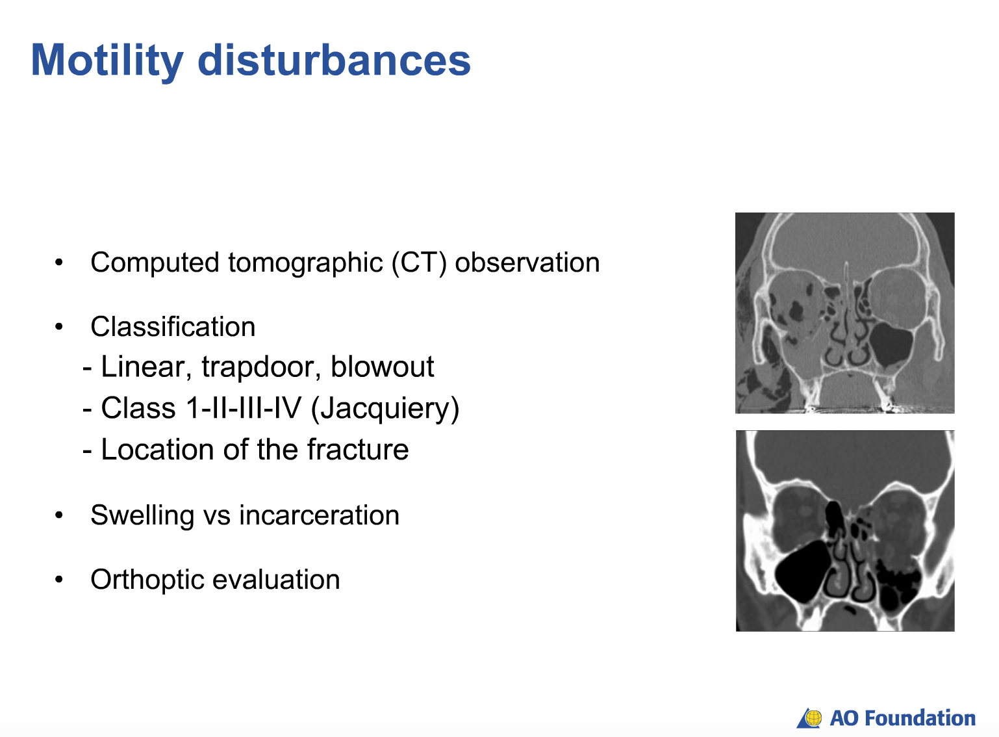 Motility disturbances
• Computed tomographic (CT) observation
• Classification
- Linear, trapdoor, blowout
- Class 1-II-III-IV (Jacquiery)
- Location of the fracture
• Swelling vs incarceration
• Orthoptic evaluation
AO Foundation